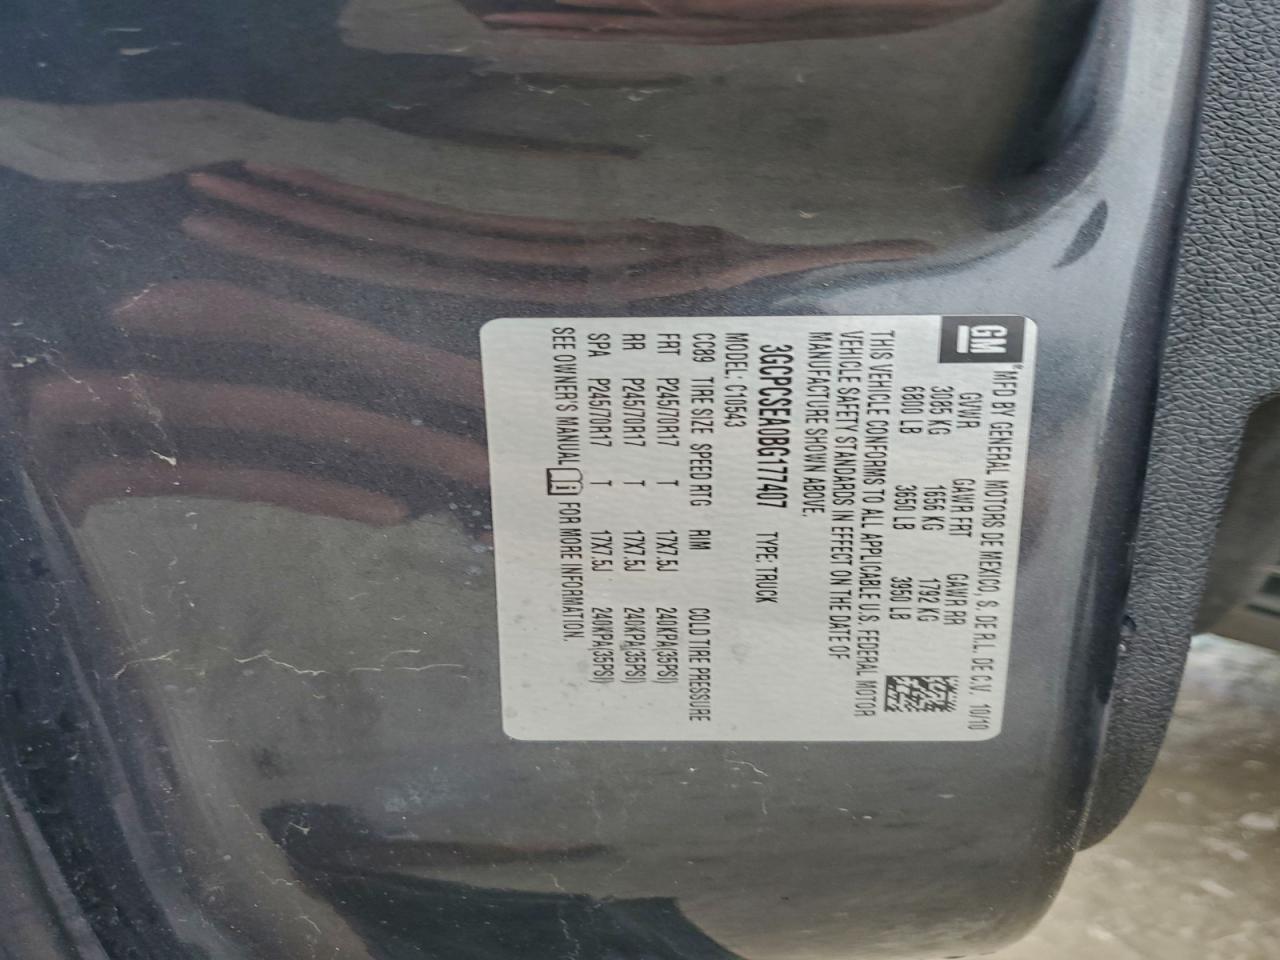 GM ® MFD BY GENERAL MOTORS DE MEXICO, S. DE R.L. DE C.V. 10/10
GVWR GAWR FRT GAWR RR
3085 KG 1656 KG 1792 KG
6800 LB 3650 LB 3950 LB
THIS VEHICLE CONFORMS TO ALL APPLICABLE U.S. FEDERAL MOTOR
VEHICLE SAFETY STANDARDS IN EFFECT ON THE DATE OF
MANUFACTURE SHOWN ABOVE.
3GCPCSEA0BG177407 TYPE: TRUCK
MODEL: C10543
CC89 TIRE SIZE SPEED RTG RIM COLD TIRE PRESSURE
FRT P245/70R17 T 17X7.5J 240KPA(35PSI)
RR P245/70R17 T 17X7.5J 240KPA(35PSI)
SPA P245/70R17 T 17X7.5J 240KPA(35PSI)
SEE OWNER'S MANUAL i FOR MORE INFORMATION.